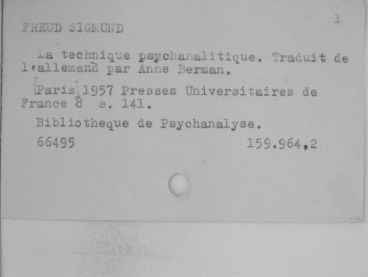 1
FREUD SIGMUND
La technique psychanalitique. Traduit de
l'allemand par Anne Berman.
[Paris] 1957 Presses Universitaires de
France 8 s. 141.
Bibliotheque de Psychanalyse.
66495 159.964.2